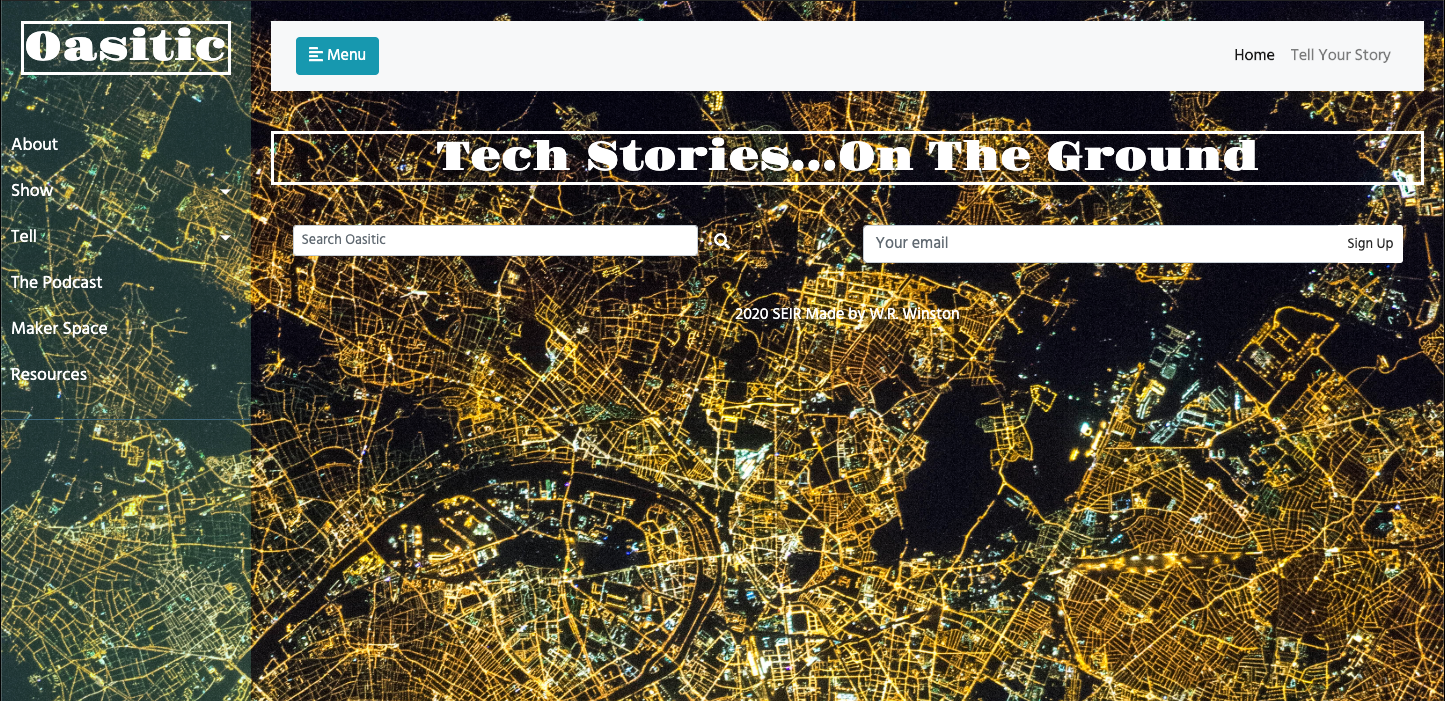 Oasitic
Menu
Home
Tell Your Story
Tech Stories...On The Ground
About
Show
Tell
The Podcast
Maker Space
Resources
Search Oasitic
Your email
Sign Up
2020 SEIR Made by W.R. Winston